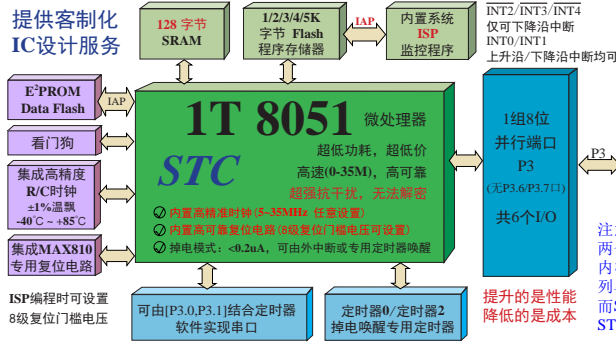 提供客制化
IC设计服务
128 字节
SRAM
1/2/3/4/5K
字节 Flash
程序存储器
IAP
内置系统
ISP
监控程序
INT2/INT3/INT4
仅可下降沿中断
INT0/INT1
上升沿/下降沿中断均可
E²PROM
Data Flash
IAP
看门狗
集成高精度
R/C时钟
±1%温飘
-40℃ ~ +85℃
集成MAX810
专用复位电路
ISP编程时可设置
8级复位门槛电压
1T 8051 微处理器
STC
超低功耗，超低价
高速(0-35M)，高可靠
超强抗干扰，无法解密
内置高精准时钟(5~35MHz 任意设置)
内置高可靠复位电路(8级复位门槛电压可设置)
掉电模式：<0.2uA，可由外中断或专用定时器唤醒
可由[P3.0,P3.1]结合定时器
软件实现串口
定时器0/定时器2
掉电唤醒专用定时器
1组8位
并行端口
P3
(无P3.6/P3.7口)
共6个I/O
P3
提升的是性能
降低的是成本
两
内
列
而S
ST